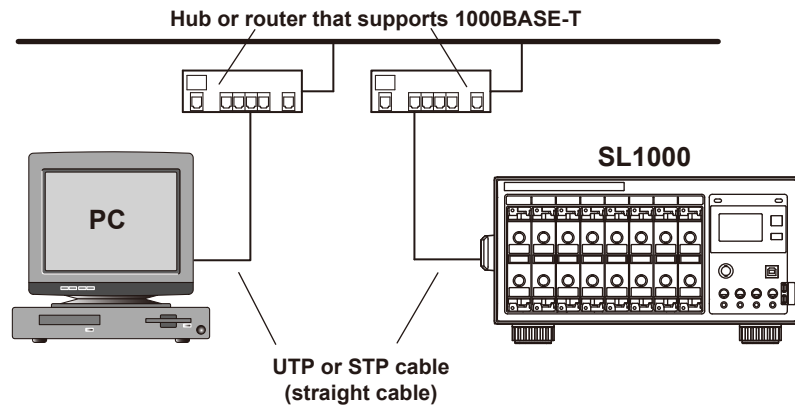 Hub or router that supports 1000BASE-T
SL1000
PC
UTP or STP cable
(straight cable)